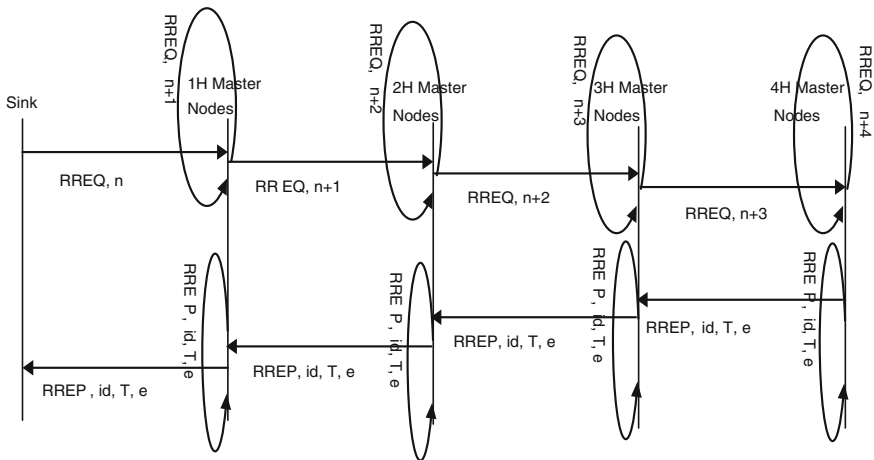 RREQ, n+1
1H Master
Nodes
RREQ, n+2
2H Master
Nodes
RREQ, n+3
3H Master
Nodes
4H Master
Nodes
RREQ, n+4
Sink
RREQ, n
RR EQ, n+1
RREQ, n+2
RREQ, n+3
RRE P, id, T, e
RRE P, id, T, e
RRE P, id, T, e
RRE P, id, T, e
RREP , id, T, e
RREP, id, T, e
RREP, id, T, e
RREP, id, T, e